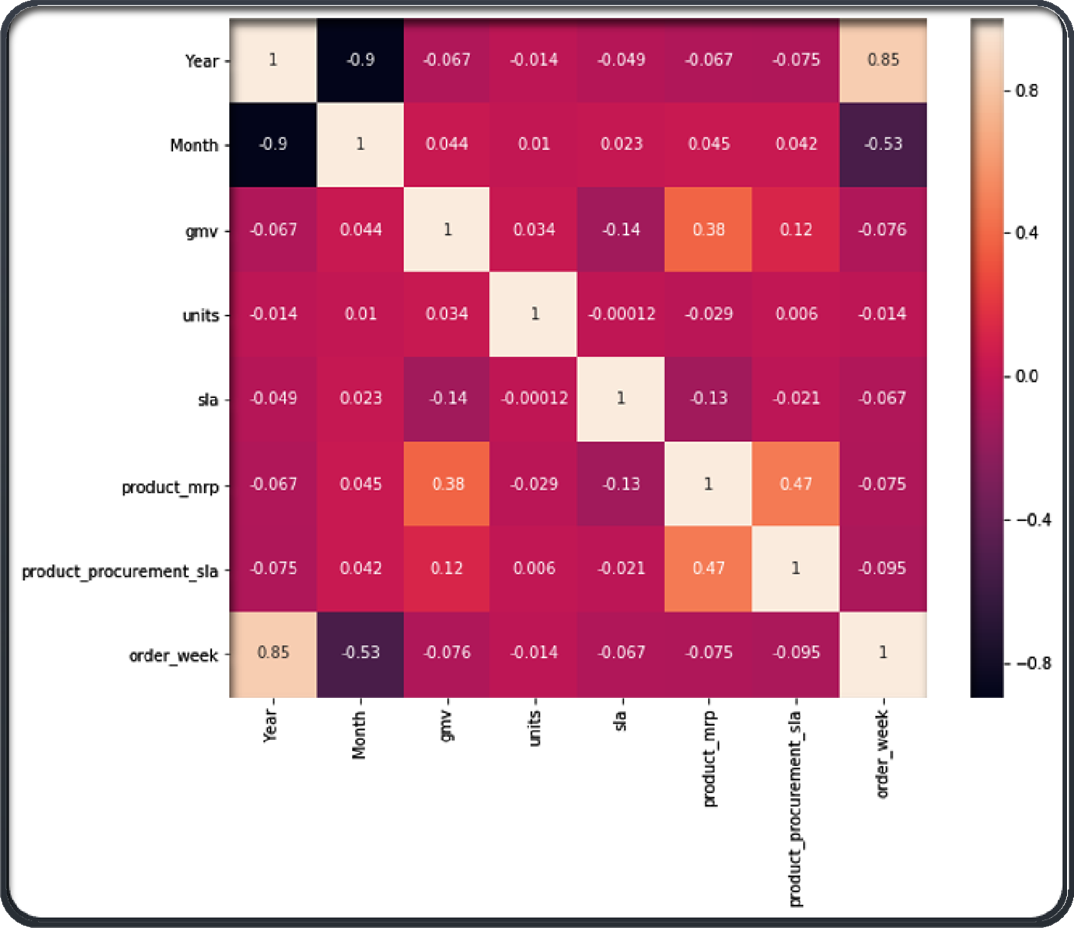 Year 1 -0.9 -0.067 -0.014 -0.049 -0.067 -0.075 0.85
Month -0.9 1 0.044 0.01 0.023 0.045 0.042 -0.53
gmv -0.067 0.044 1 0.034 -0.14 0.38 0.12 -0.076
units -0.014 0.01 0.034 1 -0.00012 -0.029 0.006 -0.014
sla -0.049 0.023 -0.14 -0.00012 1 -0.13 -0.021 -0.067
product_mrp -0.067 0.045 0.38 -0.029 -0.13 1 0.47 -0.075
product_procurement_sla -0.075 0.042 0.12 0.006 -0.021 0.47 1 -0.095
order_week 0.85 -0.53 -0.076 -0.014 -0.067 -0.075 -0.095 1
Year
Month
gmv
units
sla
product_mrp
product_procurement_sla
order_week
0.8
0.4
0.0
−0.4
−0.8